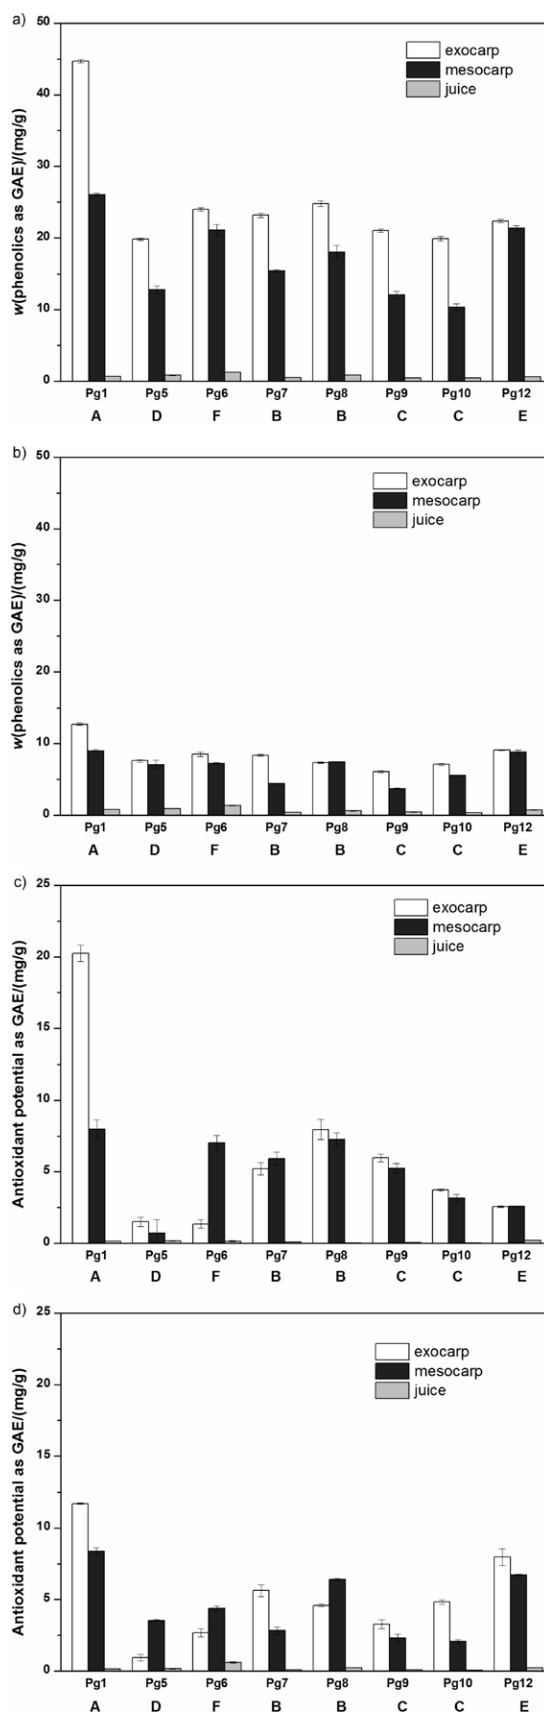 a)
50
40
30
20
10
0
w(phenolics as GAE)/(mg/g)
exocarp
mesocarp
juice
Pg1 Pg5 Pg6 Pg7 Pg8 Pg9 Pg10 Pg12
A D F B B C C E
b)
50
40
30
20
10
0
w(phenolics as GAE)/(mg/g)
exocarp
mesocarp
juice
Pg1 Pg5 Pg6 Pg7 Pg8 Pg9 Pg10 Pg12
A D F B B C C E
c)
25
20
15
10
5
0
Antioxidant potential as GAE/(mg/g)
exocarp
mesocarp
juice
Pg1 Pg5 Pg6 Pg7 Pg8 Pg9 Pg10 Pg12
A D F B B C C E
d)
25
20
15
10
5
0
Antioxidant potential as GAE/(mg/g)
exocarp
mesocarp
juice
Pg1 Pg5 Pg6 Pg7 Pg8 Pg9 Pg10 Pg12
A D F B B C C E